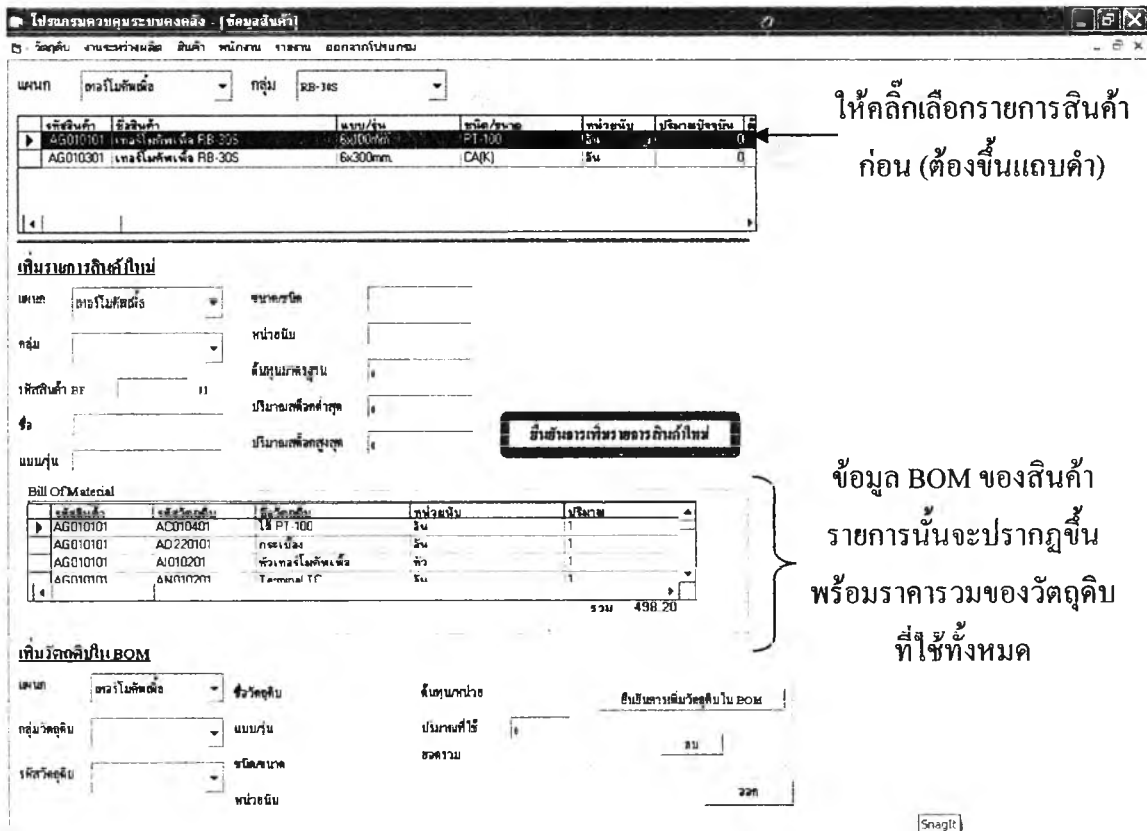 โปรแกรมควบคุมระบบคงคลัง - [ข้อมูลสินค้า]
วัตถุดิบ งานระหว่างผลิต สินค้า พนักงาน รายงาน ออกจากโปรแกรม
แผนก เทอร์โมคัพเพิ้ล กลุ่ม RB-30S
รหัสสินค้า ชื่อสินค้า แบบ/รุ่น ชนิด/ขนาด หน่วยนับ ปริมาณปัจจุบัน
AG010101 เทอร์โมคัพเพิ้ล RB-30S 6x300mm. PT-100 อัน 0
AG010301 เทอร์โมคัพเพิ้ล RB-30S 6x300mm. CA(K) อัน 0
ให้คลิ๊กเลือกรายการสินค้า
ก่อน (ต้องขึ้นแถบดำ)
เพิ่มรายการสินค้าใหม่
แผนก เทอร์โมคัพเพิ้ล ขนาด/ชนิด
กลุ่ม หน่วยนับ
ต้นทุนมาตรฐาน 0
รหัสสินค้า BF 01
ปริมาณสต็อกต่ำสุด 0
ชื่อ
ปริมาณสต็อกสูงสุด 0
แบบ/รุ่น
ยืนยันการเพิ่มรายการสินค้าใหม่
Bill Of Material
รหัสสินค้า รหัสวัตถุดิบ ชื่อวัตถุดิบ หน่วยนับ ปริมาณ
AG010101 AC010401 ไส้ PT-100 อัน 1
AG010101 AD220101 กระเบื้อง อัน 1
AG010101 AI010201 หัวเทอร์โมคัพเพิ้ล หัว 1
AG010101 AN010201 Terminal TC อัน 1
รวม 498.20
ข้อมูล BOM ของสินค้า
รายการนั้นจะปรากฏขึ้น
พร้อมราคารวมของวัตถุดิบ
ที่ใช้ทั้งหมด
เพิ่มวัตถุดิบใน BOM
แผนก เทอร์โมคัพเพิ้ล ชื่อวัตถุดิบ ต้นทุน/หน่วย ยืนยันการเพิ่มวัตถุดิบใน BOM
กลุ่มวัตถุดิบ แบบ/รุ่น ปริมาณที่ใช้ 0
ยอดรวม ลบ
รหัสวัตถุดิบ ชนิด/ขนาด
หน่วยนับ ออก
SnagIt